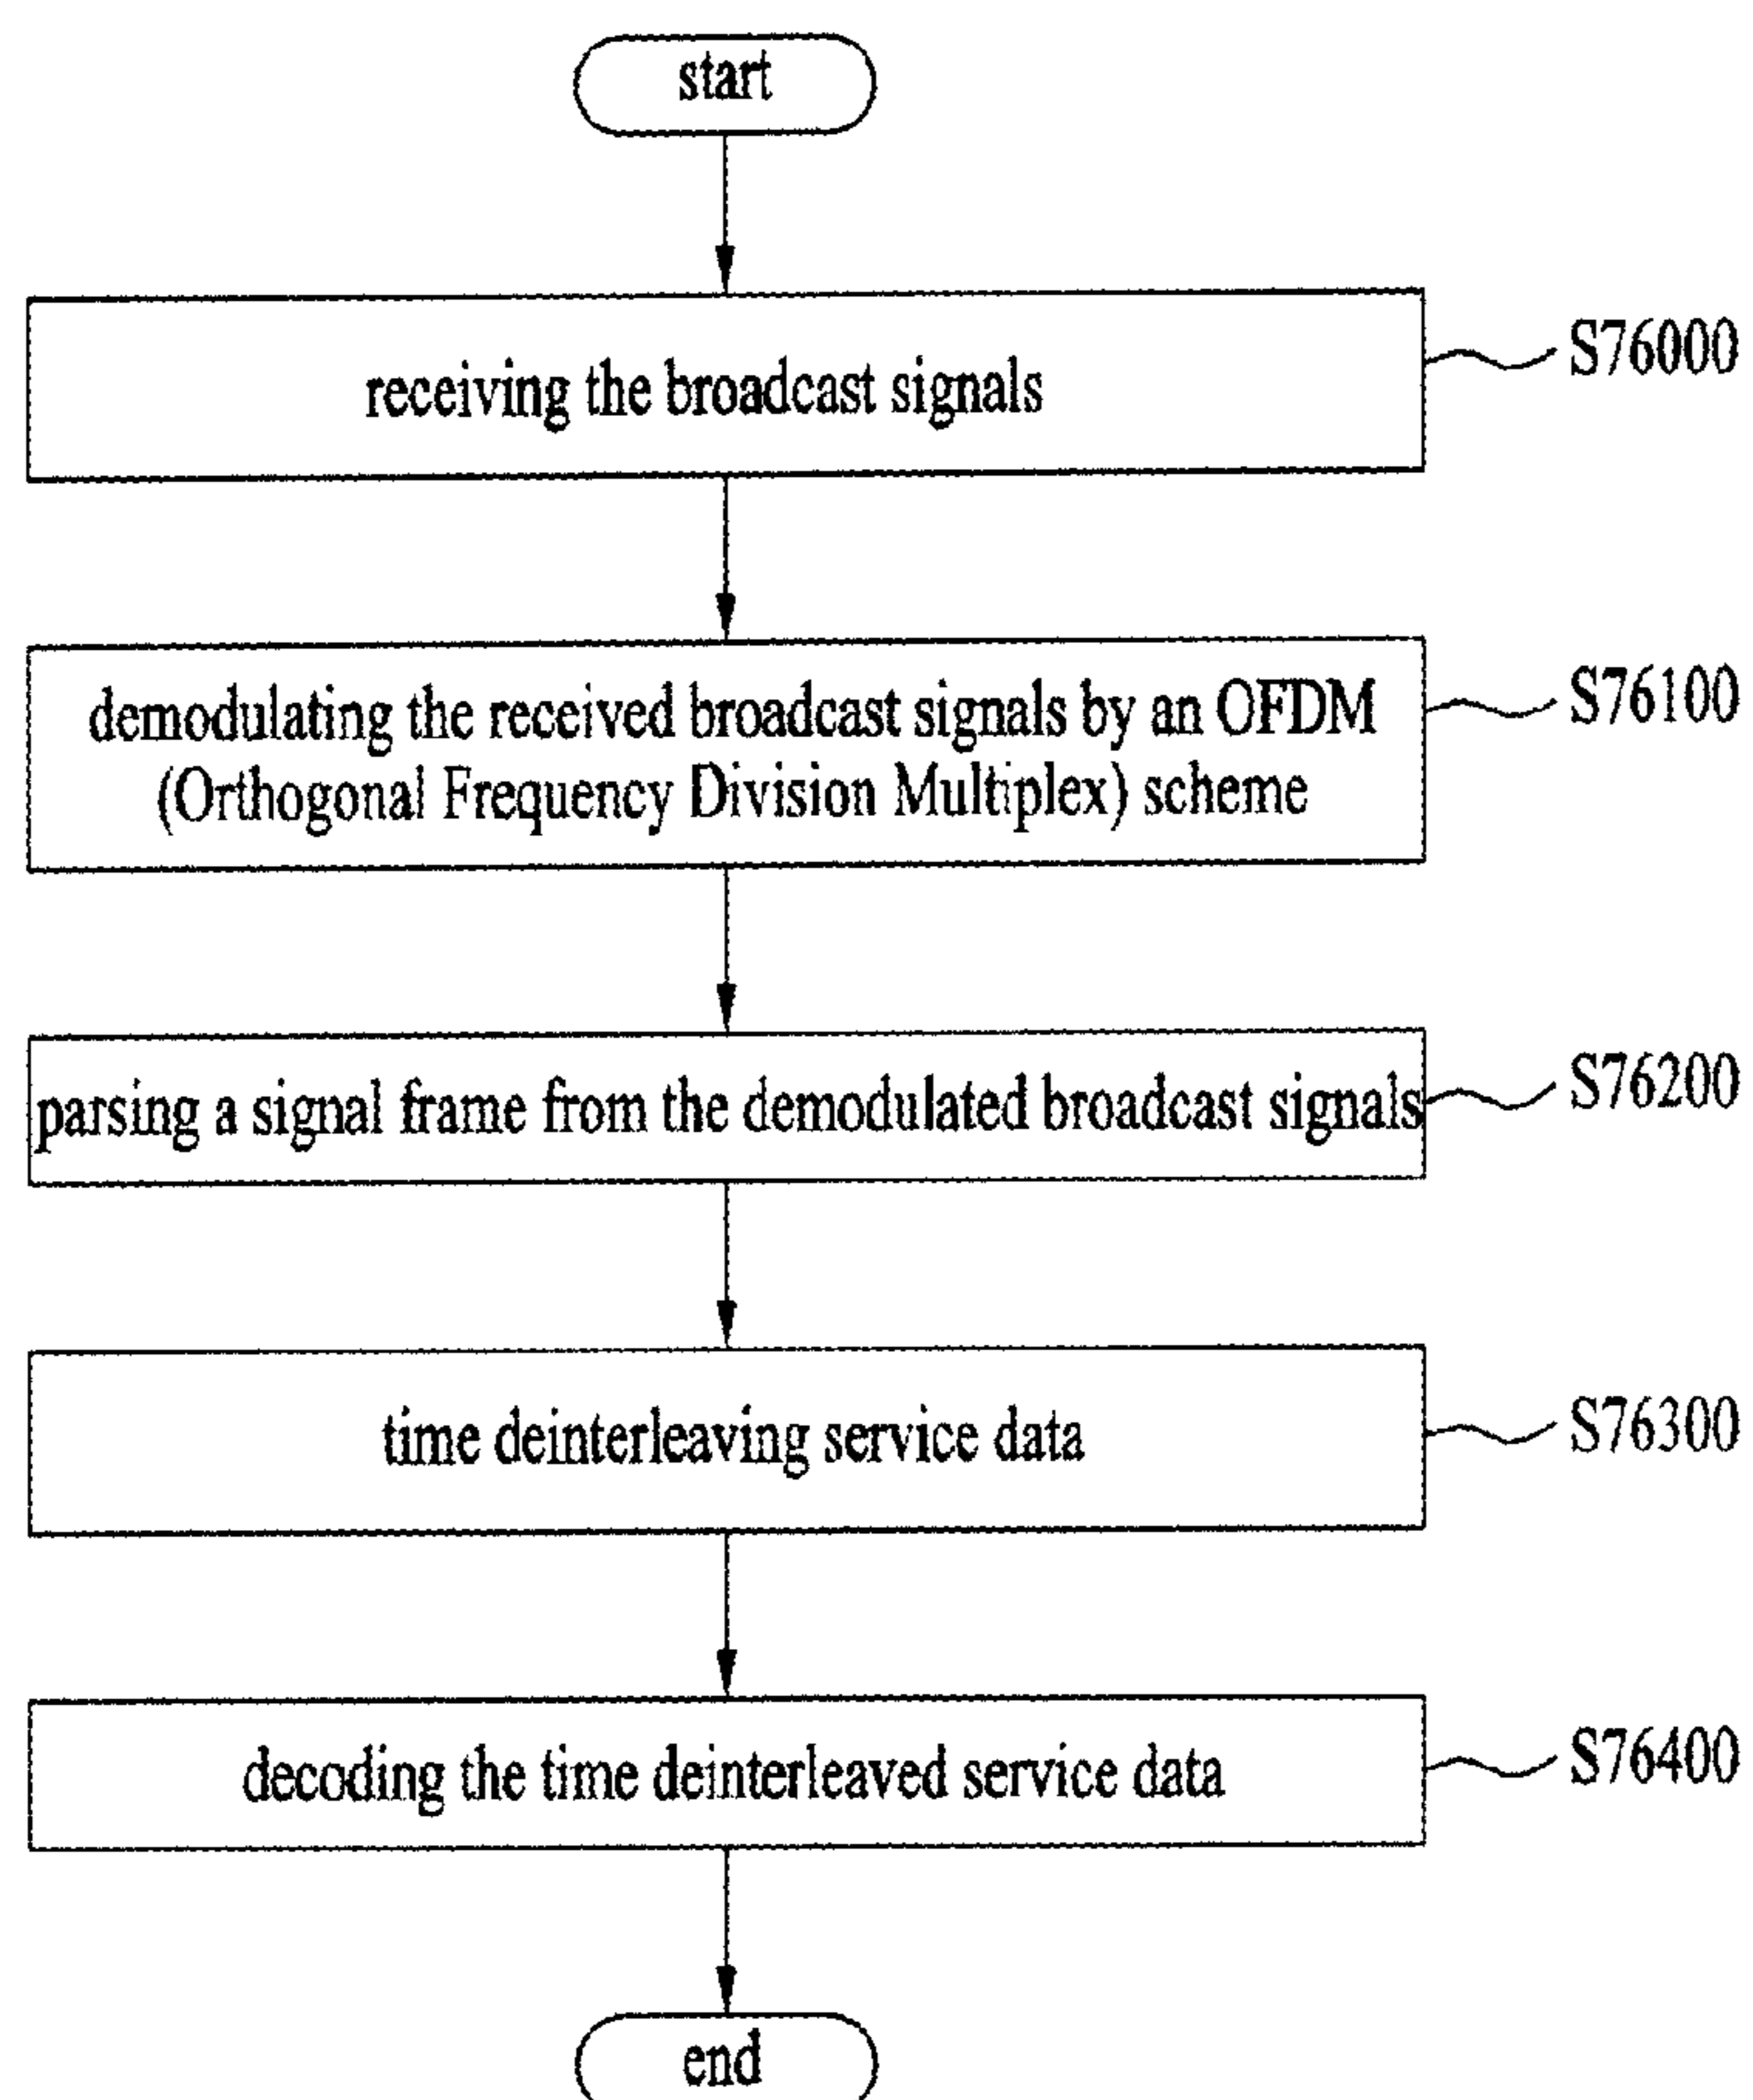 start
receiving the broadcast signals
S76000
demodulating the received broadcast signals by an OFDM
(Orthogonal Frequency Division Multiplex) scheme
S76100
parsing a signal frame from the demodulated broadcast signals
S76200
time deinterleaving service data
S76300
decoding the time deinterleaved service data
S76400
end